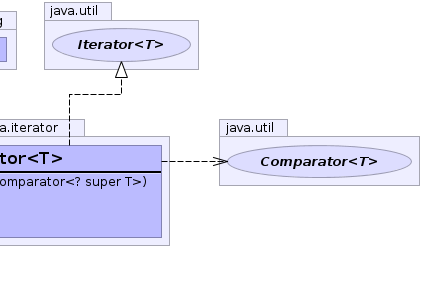 java.util
g
Iterator<T>
a.iterator
java.util
tor<T>
omparator<? super T>)
Comparator<T>